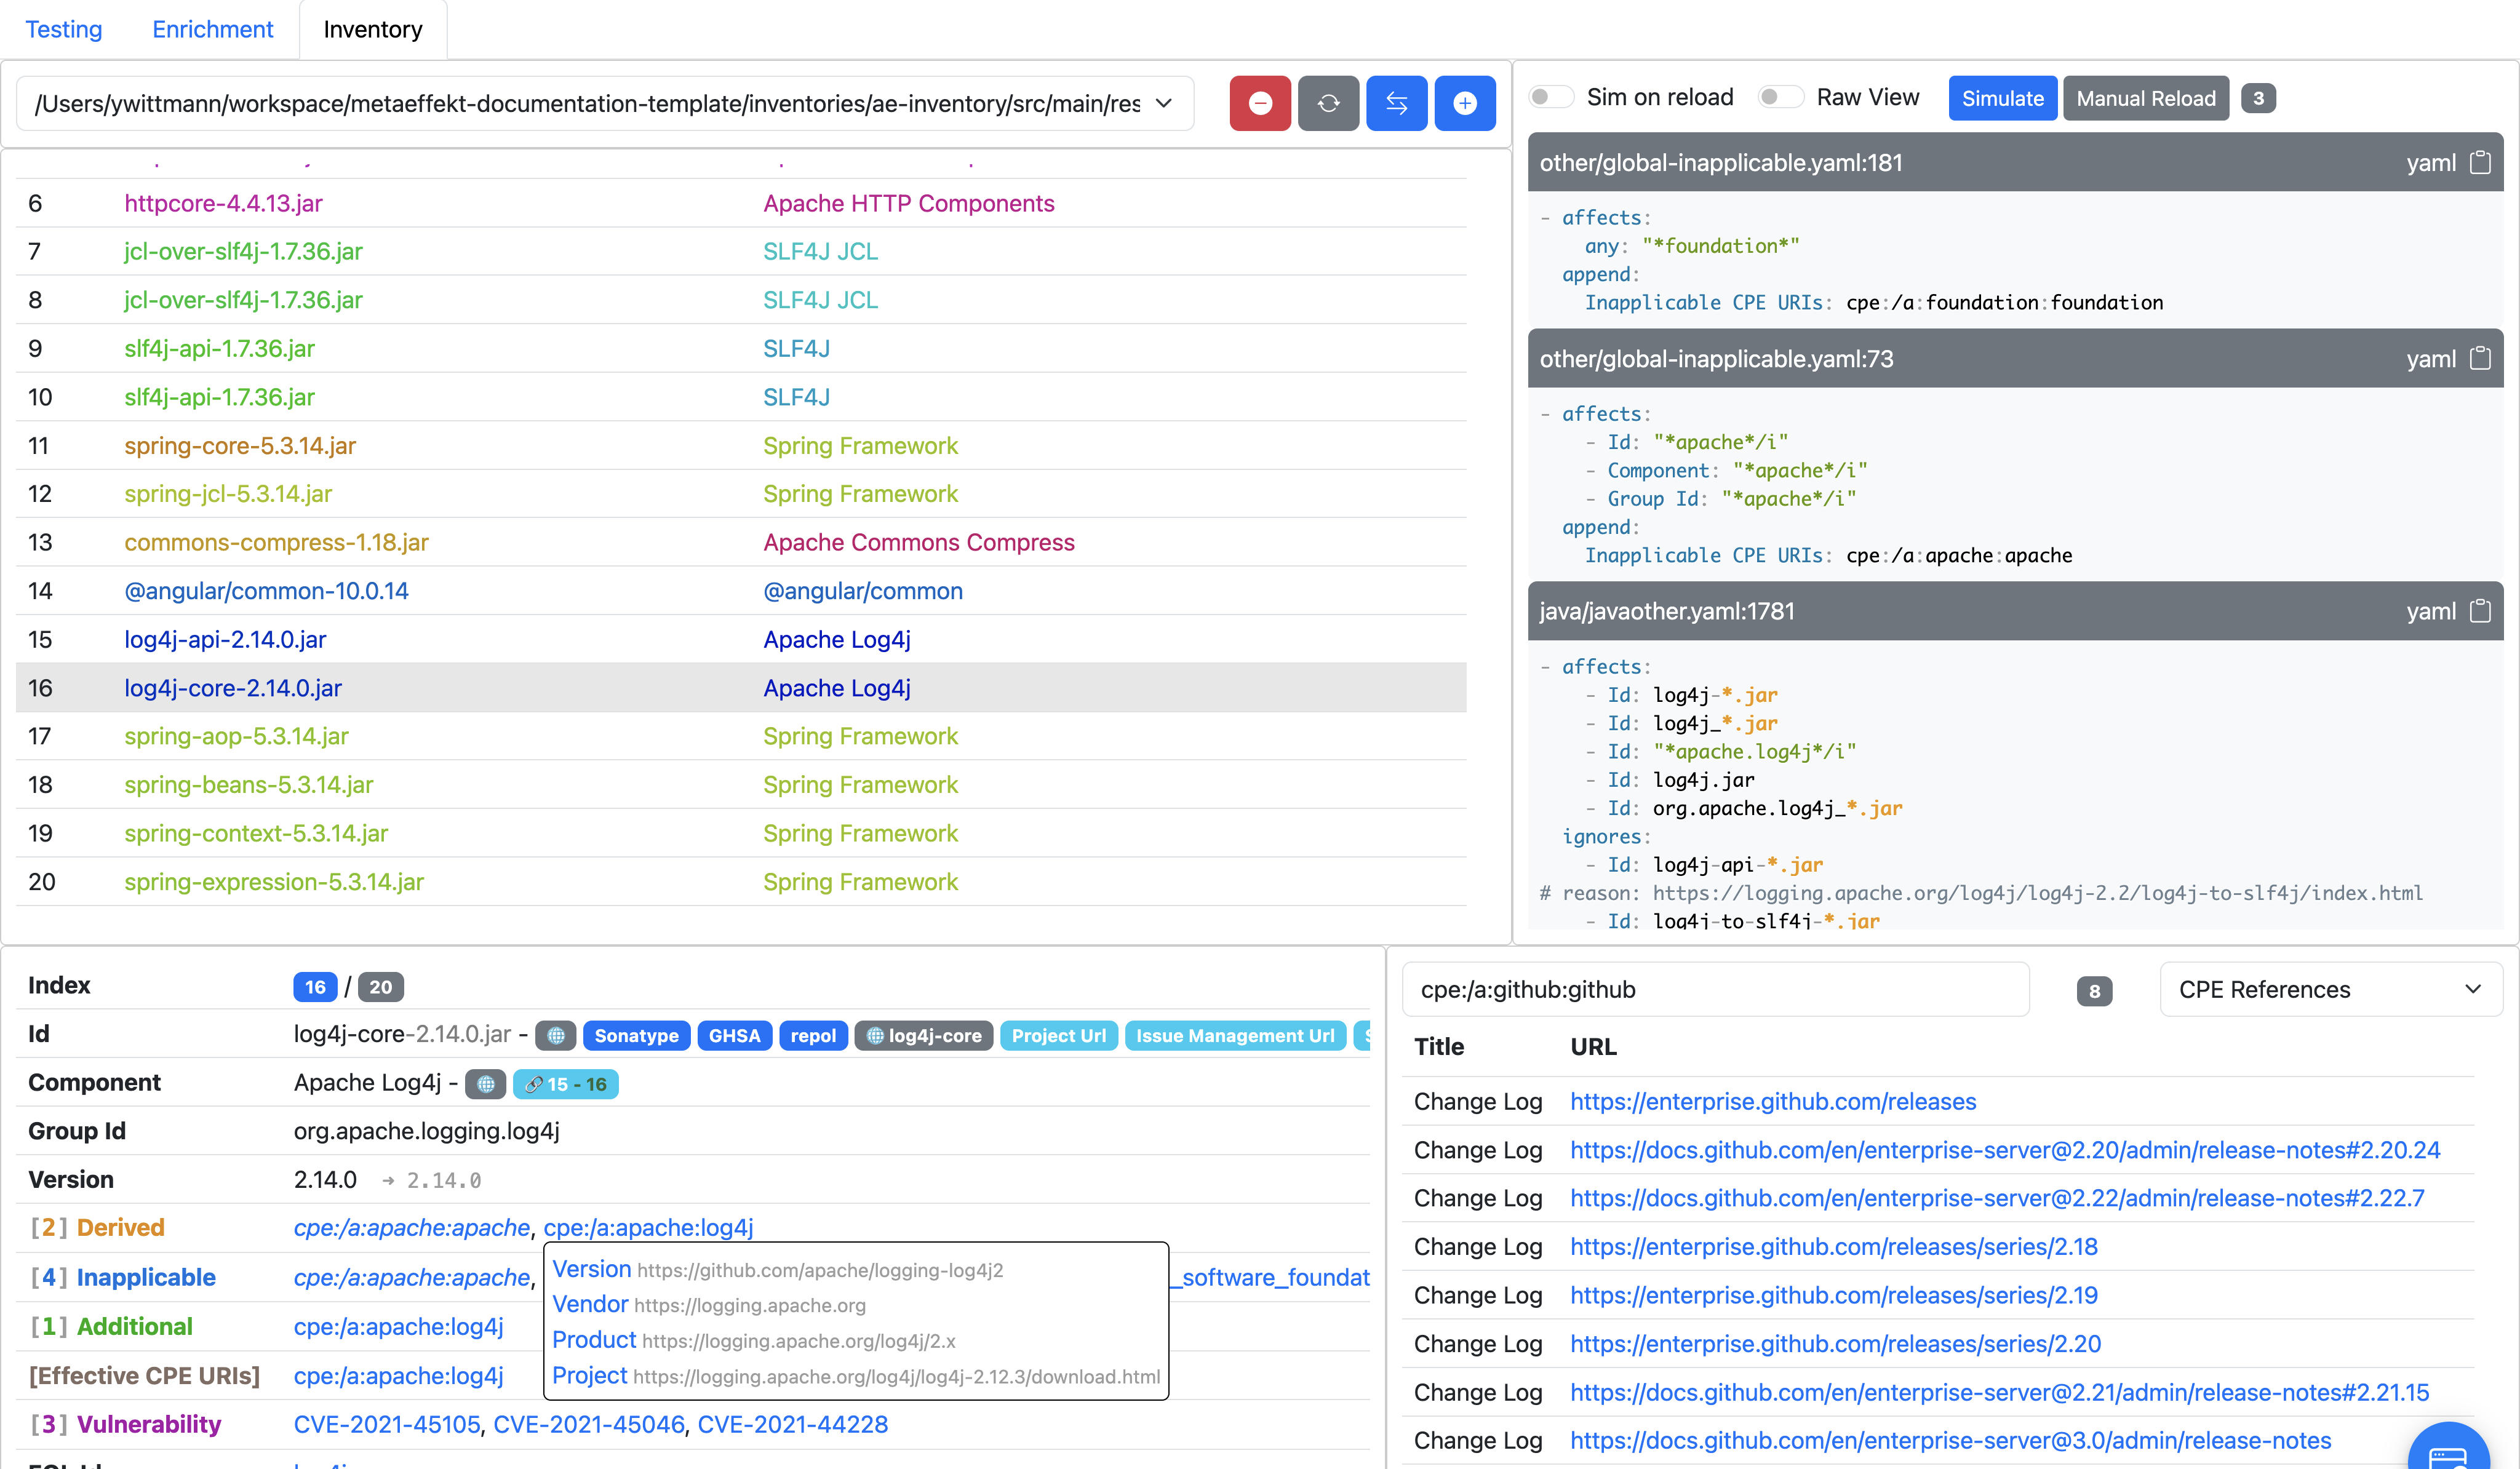 Testing Enrichment Inventory
/Users/ywittmann/workspace/metaeffekt-documentation-template/inventories/ae-inventory/src/main/res
6 httpcore-4.4.13.jar Apache HTTP Components
7 jcl-over-slf4j-1.7.36.jar SLF4J JCL
8 jcl-over-slf4j-1.7.36.jar SLF4J JCL
9 slf4j-api-1.7.36.jar SLF4J
10 slf4j-api-1.7.36.jar SLF4J
11 spring-core-5.3.14.jar Spring Framework
12 spring-jcl-5.3.14.jar Spring Framework
13 commons-compress-1.18.jar Apache Commons Compress
14 @angular/common-10.0.14 @angular/common
15 log4j-api-2.14.0.jar Apache Log4j
16 log4j-core-2.14.0.jar Apache Log4j
17 spring-aop-5.3.14.jar Spring Framework
18 spring-beans-5.3.14.jar Spring Framework
19 spring-context-5.3.14.jar Spring Framework
20 spring-expression-5.3.14.jar Spring Framework
Sim on reload Raw View Simulate Manual Reload 3
other/global-inapplicable.yaml:181 yaml
- affects:
any: "*foundation*"
append:
Inapplicable CPE URIs: cpe:/a:foundation:foundation
other/global-inapplicable.yaml:73 yaml
- affects:
- Id: "*apache*/i"
- Component: "*apache*/i"
- Group Id: "*apache*/i"
append:
Inapplicable CPE URIs: cpe:/a:apache:apache
java/javaother.yaml:1781 yaml
- affects:
- Id: log4j-*.jar
- Id: log4j_*.jar
- Id: "*apache.log4j*/i"
- Id: log4j.jar
- Id: org.apache.log4j_*.jar
ignores:
- Id: log4j-api-*.jar
# reason: https://logging.apache.org/log4j/log4j-2.2/log4j-to-slf4j/index.html
- Id: log4j-to-slf4j-*.jar
Index 16 / 20
Id log4j-core-2.14.0.jar - Sonatype GHSA repol log4j-core Project Url Issue Management Url
Component Apache Log4j - 15 - 16
Group Id org.apache.logging.log4j
Version 2.14.0 → 2.14.0
[2] Derived cpe:/a:apache:apache, cpe:/a:apache:log4j
[4] Inapplicable cpe:/a:apache:apache, _software_foundat
[1] Additional cpe:/a:apache:log4j
[Effective CPE URIs] cpe:/a:apache:log4j
[3] Vulnerability CVE-2021-45105, CVE-2021-45046, CVE-2021-44228
Version https://github.com/apache/logging-log4j2
Vendor https://logging.apache.org
Product https://logging.apache.org/log4j/2.x
Project https://logging.apache.org/log4j/log4j-2.12.3/download.html
cpe:/a:github:github 8 CPE References
Title URL
Change Log https://enterprise.github.com/releases
Change Log https://docs.github.com/en/enterprise-server@2.20/admin/release-notes#2.20.24
Change Log https://docs.github.com/en/enterprise-server@2.22/admin/release-notes#2.22.7
Change Log https://enterprise.github.com/releases/series/2.18
Change Log https://enterprise.github.com/releases/series/2.19
Change Log https://enterprise.github.com/releases/series/2.20
Change Log https://docs.github.com/en/enterprise-server@2.21/admin/release-notes#2.21.15
Change Log https://docs.github.com/en/enterprise-server@3.0/admin/release-notes